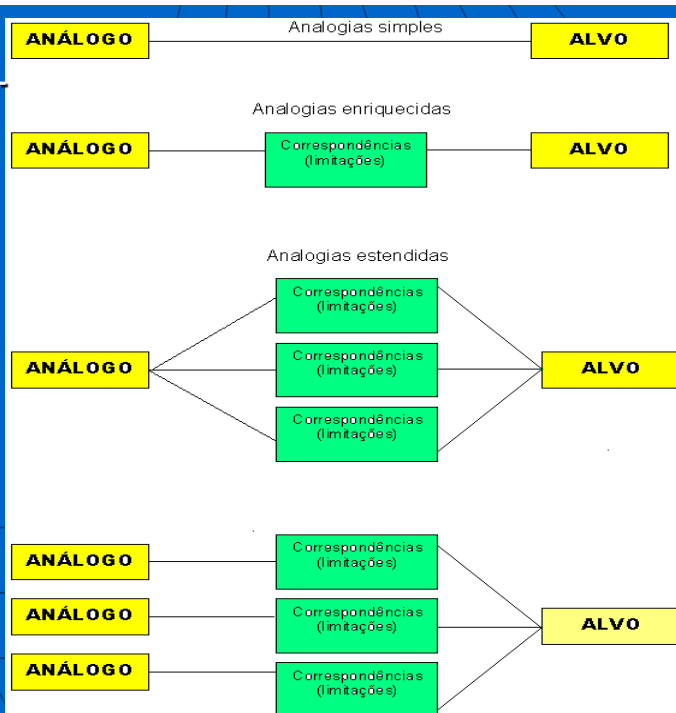 Analogias simples
ANÁLOGO ALVO
Analogias enriquecidas
ANÁLOGO Correspondências ALVO
(limitações)
Analogias estendidas
Correspondências
(limitações)
ANÁLOGO Correspondências ALVO
(limitações)
Correspondências
(limitações)
ANÁLOGO Correspondências
(limitações)
ANÁLOGO Correspondências ALVO
(limitações)
ANÁLOGO Correspondências
(limitações)